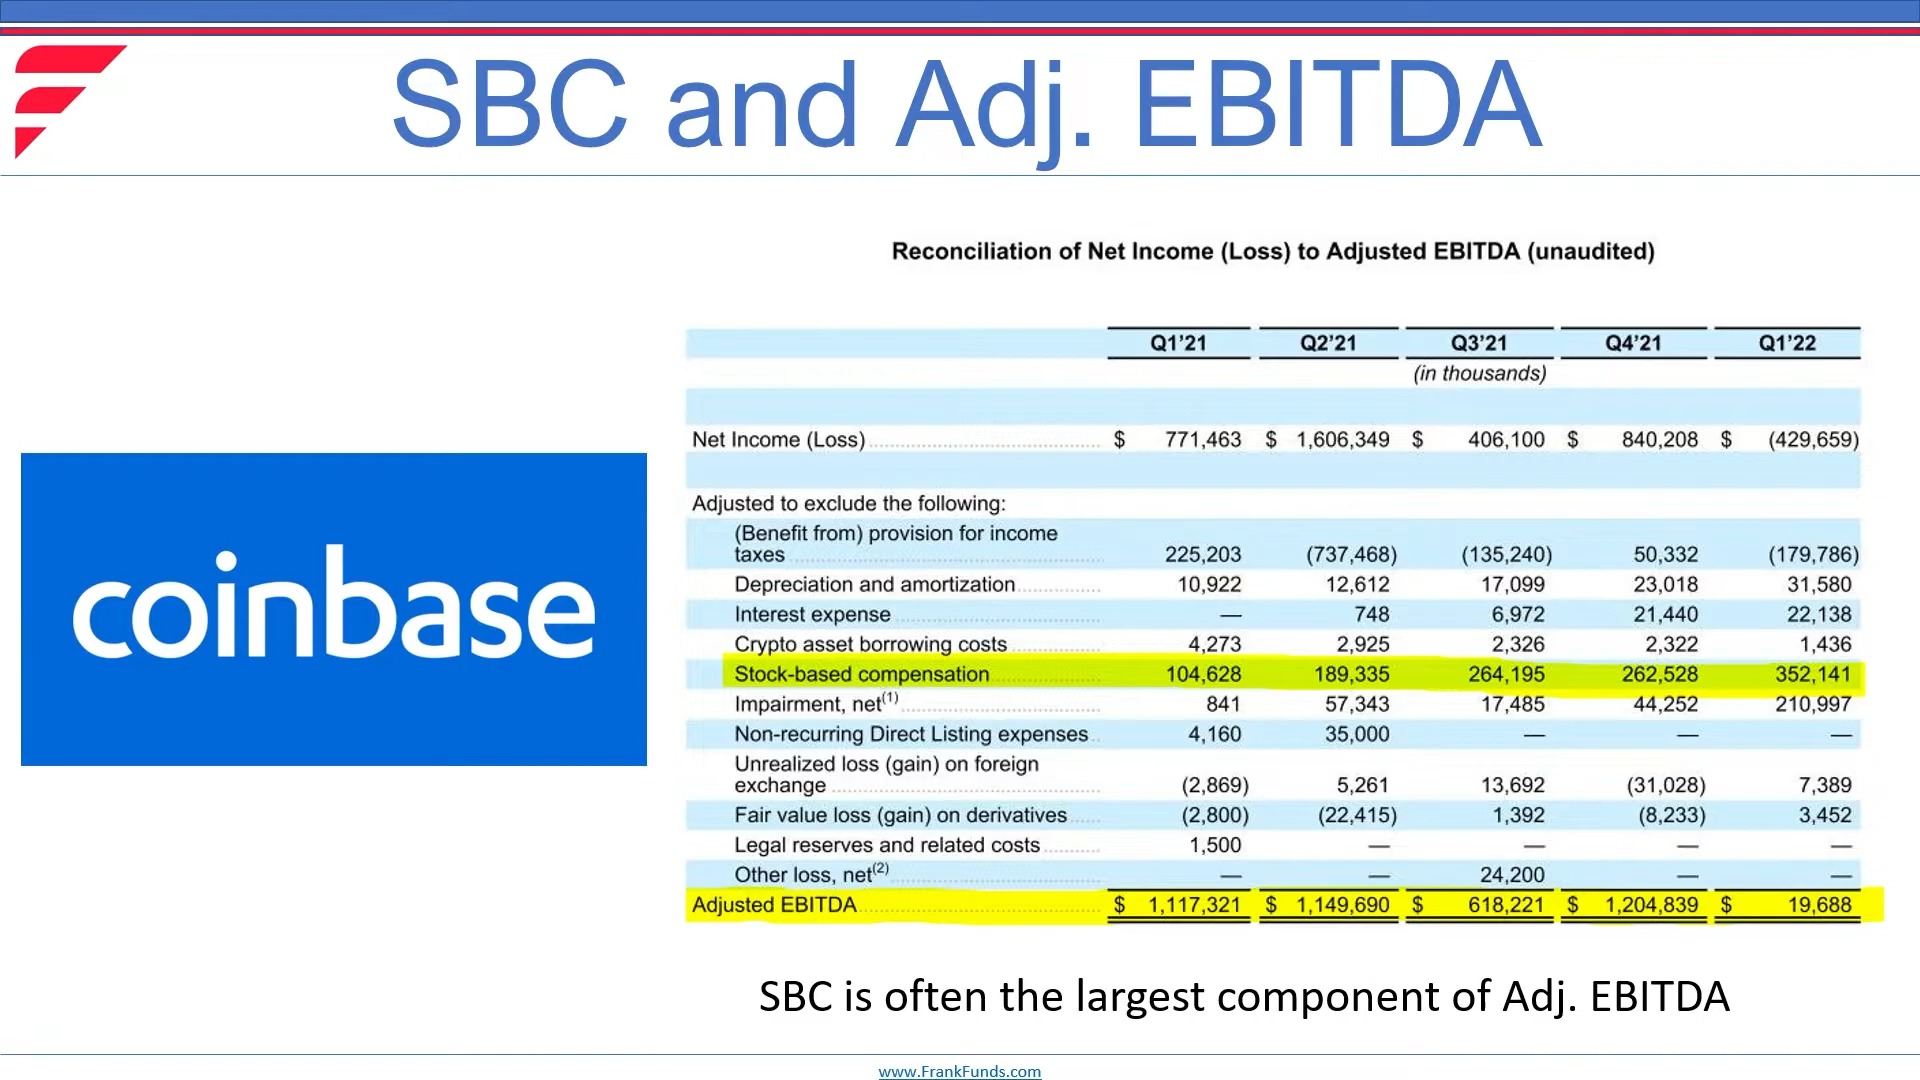 SBC and Adj. EBITDA
Reconciliation of Net Income (Loss) to Adjusted EBITDA (unaudited)
Q1’21 Q2’21 Q3’21 Q4’21 Q1’22
(in thousands)
Net Income (Loss) $ 771,463 $ 1,606,349 $ 406,100 $ 840,208 $ (429,659)
Adjusted to exclude the following:
(Benefit from) provision for income
taxes 225,203 (737,468) (135,240) 50,332 (179,786)
Depreciation and amortization 10,922 12,612 17,099 23,018 31,580
Interest expense — 748 6,972 21,440 22,138
Crypto asset borrowing costs 4,273 2,925 2,326 2,322 1,436
Stock-based compensation 104,628 189,335 264,195 262,528 352,141
Impairment, net(1) 841 57,343 17,485 44,252 210,997
Non-recurring Direct Listing expenses 4,160 35,000 — — —
Unrealized loss (gain) on foreign
exchange (2,869) 5,261 13,692 (31,028) 7,389
Fair value loss (gain) on derivatives (2,800) (22,415) 1,392 (8,233) 3,452
Legal reserves and related costs 1,500 — — — —
Other loss, net(2) — — 24,200 — —
Adjusted EBITDA $ 1,117,321 $ 1,149,690 $ 618,221 $ 1,204,839 $ 19,688
coinbase
SBC is often the largest component of Adj. EBITDA
www.FrankFunds.com